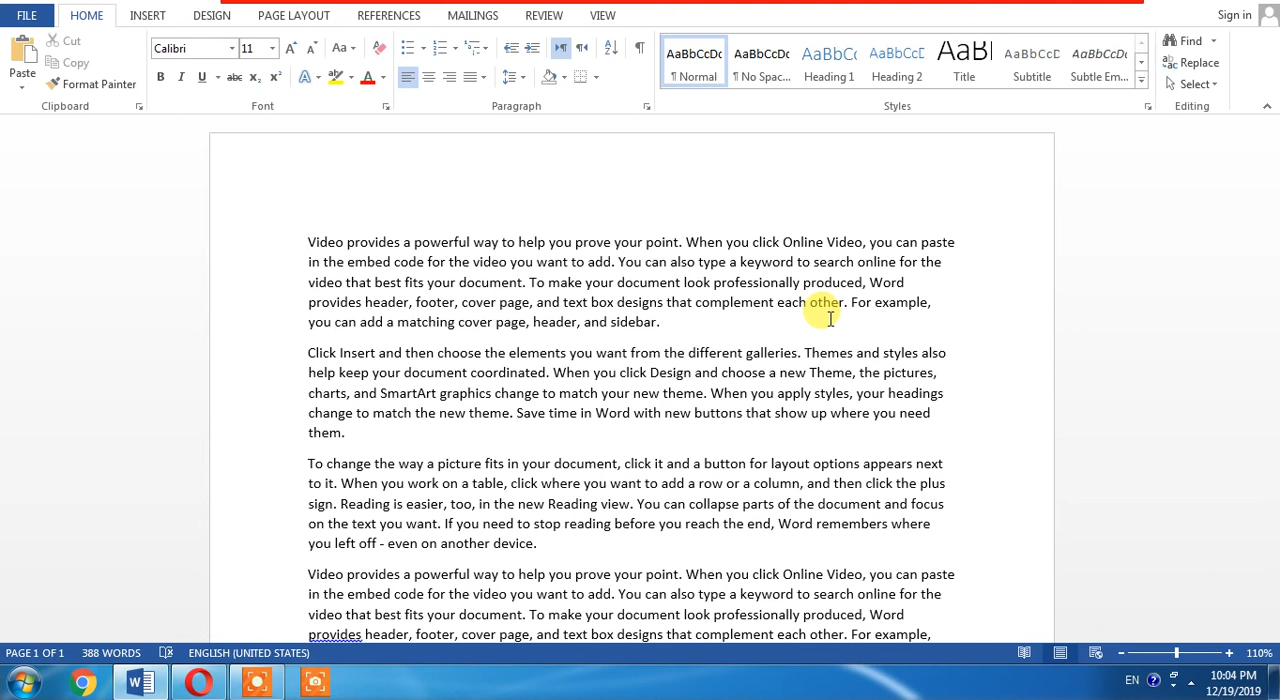 FILE HOME INSERT DESIGN PAGE LAYOUT REFERENCES MAILINGS REVIEW VIEW Sign in
Paste
Cut
Copy
Format Painter
Clipboard
Calibri 11 Aa
B I U abc X₂ X² A A
Font
Paragraph
AaBbCcDc AaBbCcDc AaBbCc AaBbCcD AaBl AaBbCcD AaBbCcDc
¶ Normal ¶ No Spac... Heading 1 Heading 2 Title Subtitle Subtle Em...
Styles
Find
Replace
Select
Editing
Video provides a powerful way to help you prove your point. When you click Online Video, you can paste
in the embed code for the video you want to add. You can also type a keyword to search online for the
video that best fits your document. To make your document look professionally produced, Word
provides header, footer, cover page, and text box designs that complement each other. For example,
you can add a matching cover page, header, and sidebar.
Click Insert and then choose the elements you want from the different galleries. Themes and styles also
help keep your document coordinated. When you click Design and choose a new Theme, the pictures,
charts, and SmartArt graphics change to match your new theme. When you apply styles, your headings
change to match the new theme. Save time in Word with new buttons that show up where you need
them.
To change the way a picture fits in your document, click it and a button for layout options appears next
to it. When you work on a table, click where you want to add a row or a column, and then click the plus
sign. Reading is easier, too, in the new Reading view. You can collapse parts of the document and focus
on the text you want. If you need to stop reading before you reach the end, Word remembers where
you left off - even on another device.
Video provides a powerful way to help you prove your point. When you click Online Video, you can paste
in the embed code for the video you want to add. You can also type a keyword to search online for the
video that best fits your document. To make your document look professionally produced, Word
provides header, footer, cover page, and text box designs that complement each other. For example,
PAGE 1 OF 1 388 WORDS ENGLISH (UNITED STATES) 110%
EN 10:04 PM
12/19/2019